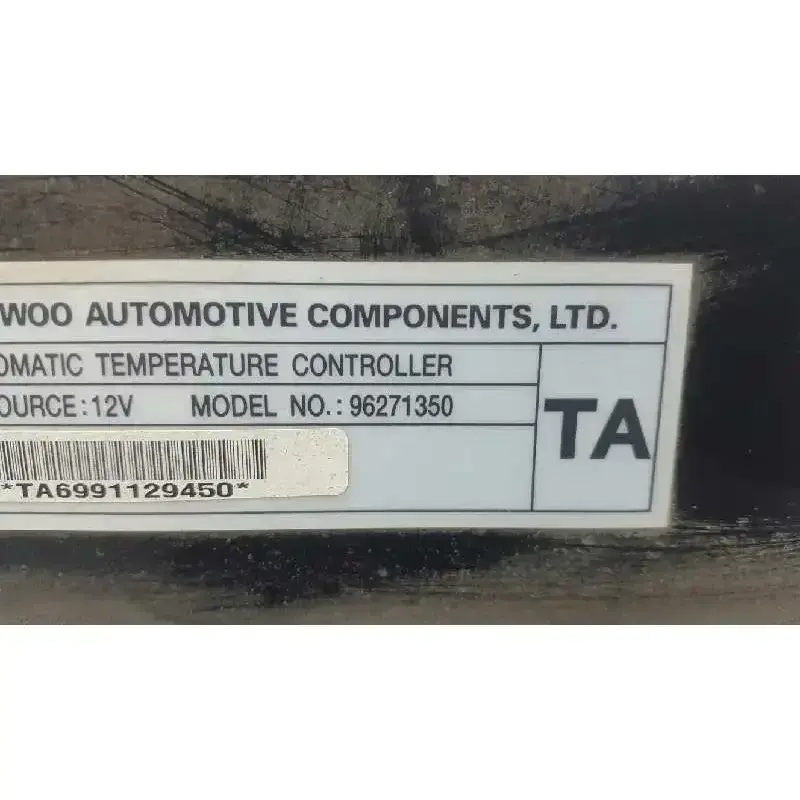 WOO AUTOMOTIVE COMPONENTS, LTD.
OMATIC TEMPERATURE CONTROLLER
OURCE:12V MODEL NO.:96271350
TA
*TA6991129450*